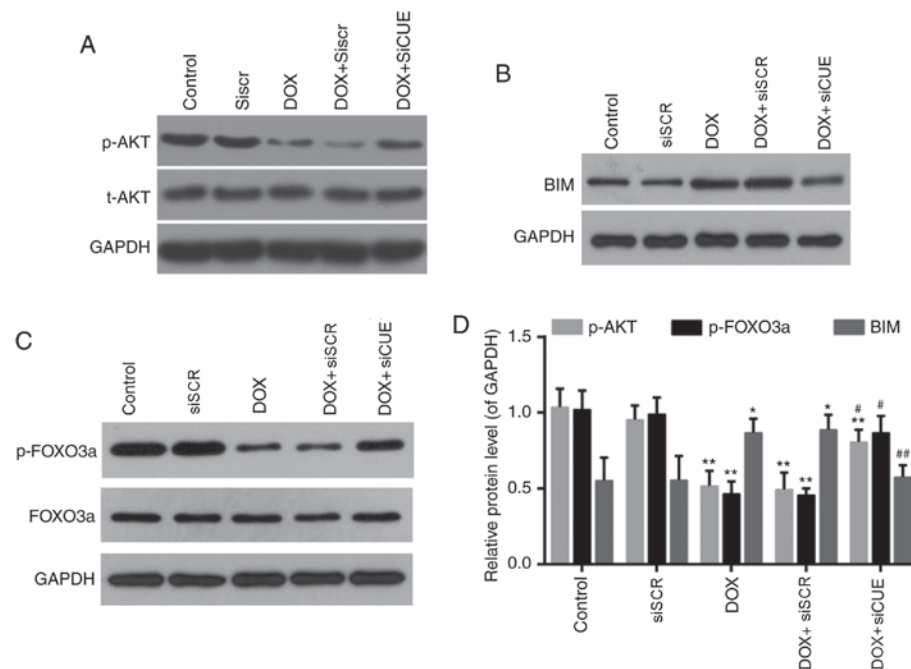 A
Control
Siscr
DOX
DOX+Siscr
DOX+SiCUE
p-AKT
t-AKT
GAPDH
B
Control
siSCR
DOX
DOX+ siSCR
DOX+ siCUE
BIM
GAPDH
C
Control
siSCR
DOX
DOX+ siSCR
DOX+ siCUE
p-FOXO3a
FOXO3a
GAPDH
D
p-AKT p-FOXO3a BIM
Relative protein level (of GAPDH)
1.5
1.0
0.5
0.0
** ** *
** ** *
# ** # ##
Control
siSCR
DOX
DOX+ siSCR
DOX+ siCUE